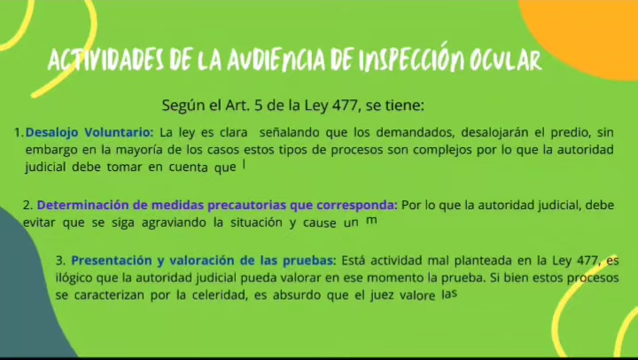 ACTIVIDADES DE LA AUDIENCIA DE INSPECCIÓN OCULAR
Según el Art. 5 de la Ley 477, se tiene:
1. Desalojo Voluntario: La ley es clara señalando que los demandados, desalojarán el predio, sin
embargo en la mayoría de los casos estos tipos de procesos son complejos por lo que la autoridad
judicial debe tomar en cuenta que l
2. Determinación de medidas precautorias que corresponda: Por lo que la autoridad judicial, debe
evitar que se siga agraviando la situación y cause un m
3. Presentación y valoración de las pruebas: Está actividad mal planteada en la Ley 477, es
ilógico que la autoridad judicial pueda valorar en ese momento la prueba. Si bien estos procesos
se caracterizan por la celeridad, es absurdo que el juez valore las